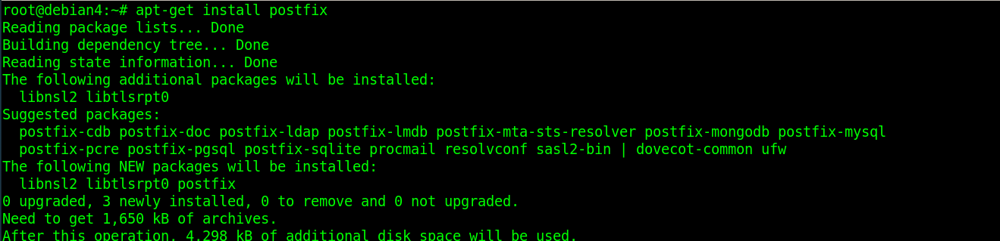 root@debian4:~# apt-get install postfix
Reading package lists... Done
Building dependency tree... Done
Reading state information... Done
The following additional packages will be installed:
  libnsl2 libtlsrpt0
Suggested packages:
  postfix-cdb postfix-doc postfix-ldap postfix-lmdb postfix-mta-sts-resolver postfix-mongodb postfix-mysql
  postfix-pcre postfix-pgsql postfix-sqlite procmail resolvconf sasl2-bin | dovecot-common ufw
The following NEW packages will be installed:
  libnsl2 libtlsrpt0 postfix
0 upgraded, 3 newly installed, 0 to remove and 0 not upgraded.
Need to get 1,650 kB of archives.
After this operation, 4,298 kB of additional disk space will be used.